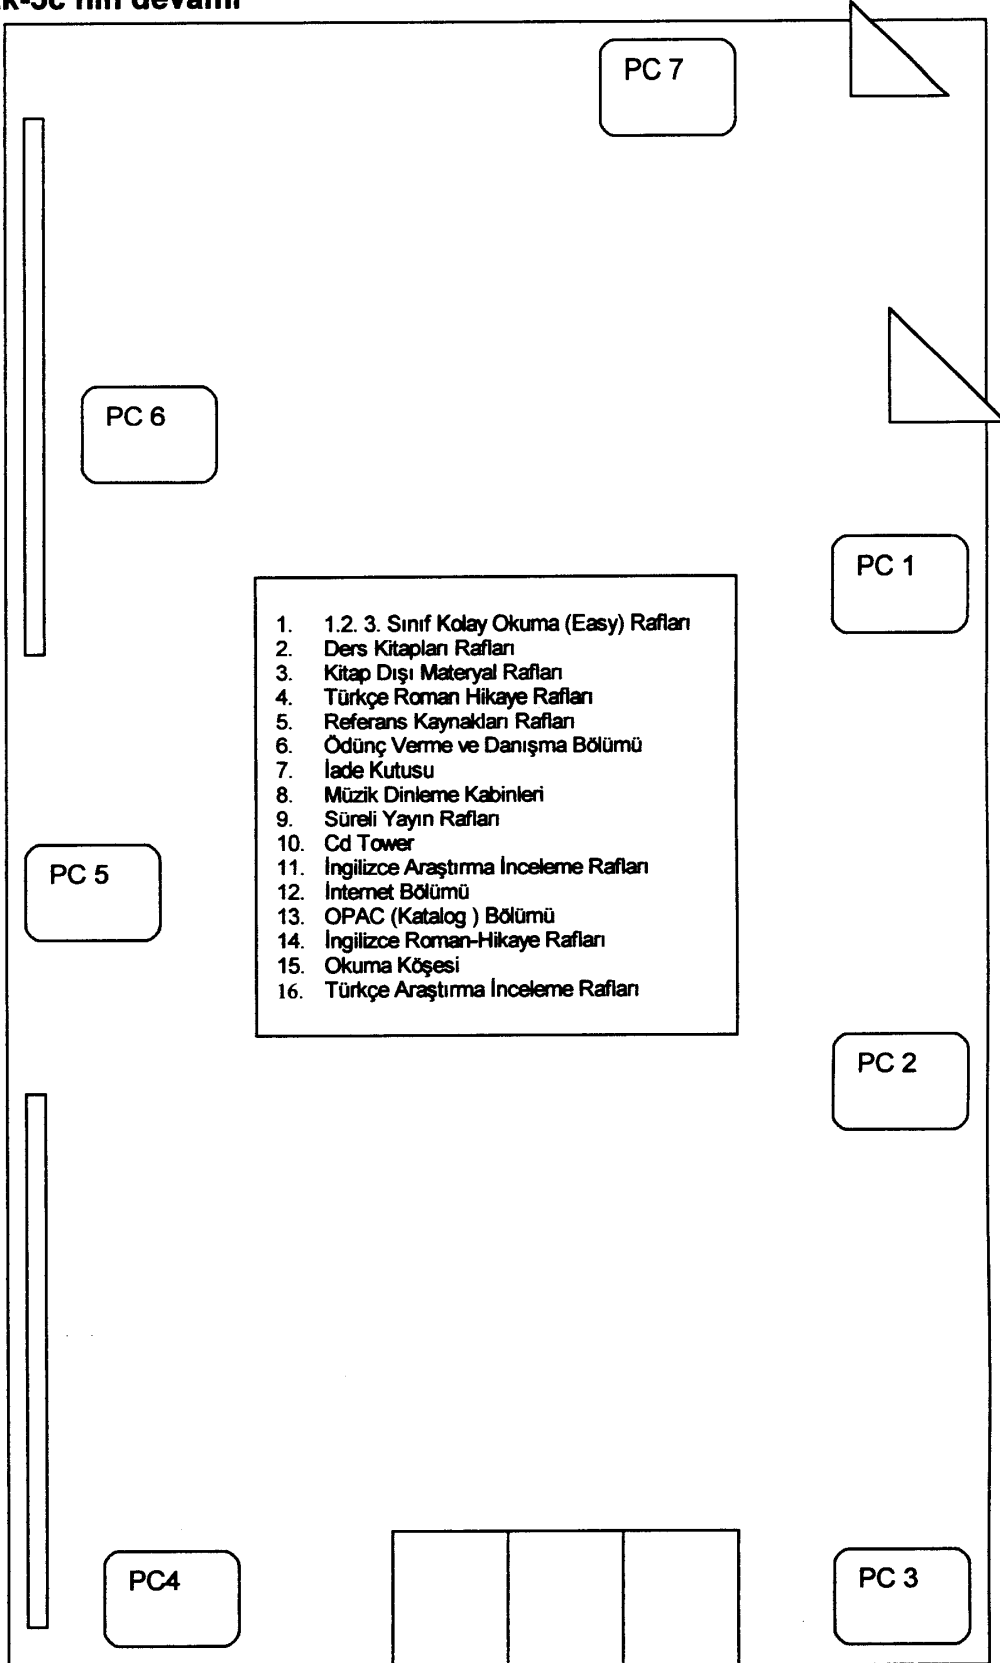 Ek-5c'nin devamı
PC 7
PC 6
PC 1
1. 1.2. 3. Sınıf Kolay Okuma (Easy) Rafları
2. Ders Kitapları Rafları
3. Kitap Dışı Materyal Rafları
4. Türkçe Roman Hikaye Rafları
5. Referans Kaynakları Rafları
6. Ödünç Verme ve Danışma Bölümü
7. İade Kutusu
8. Müzik Dinleme Kabinleri
9. Süreli Yayın Rafları
10. Cd Tower
11. İngilizce Araştırma İnceleme Rafları
12. İnternet Bölümü
13. OPAC (Katalog ) Bölümü
14. İngilizce Roman-Hikaye Rafları
15. Okuma Köşesi
16. Türkçe Araştırma İnceleme Rafları
PC 5
PC 2
PC4
PC 3